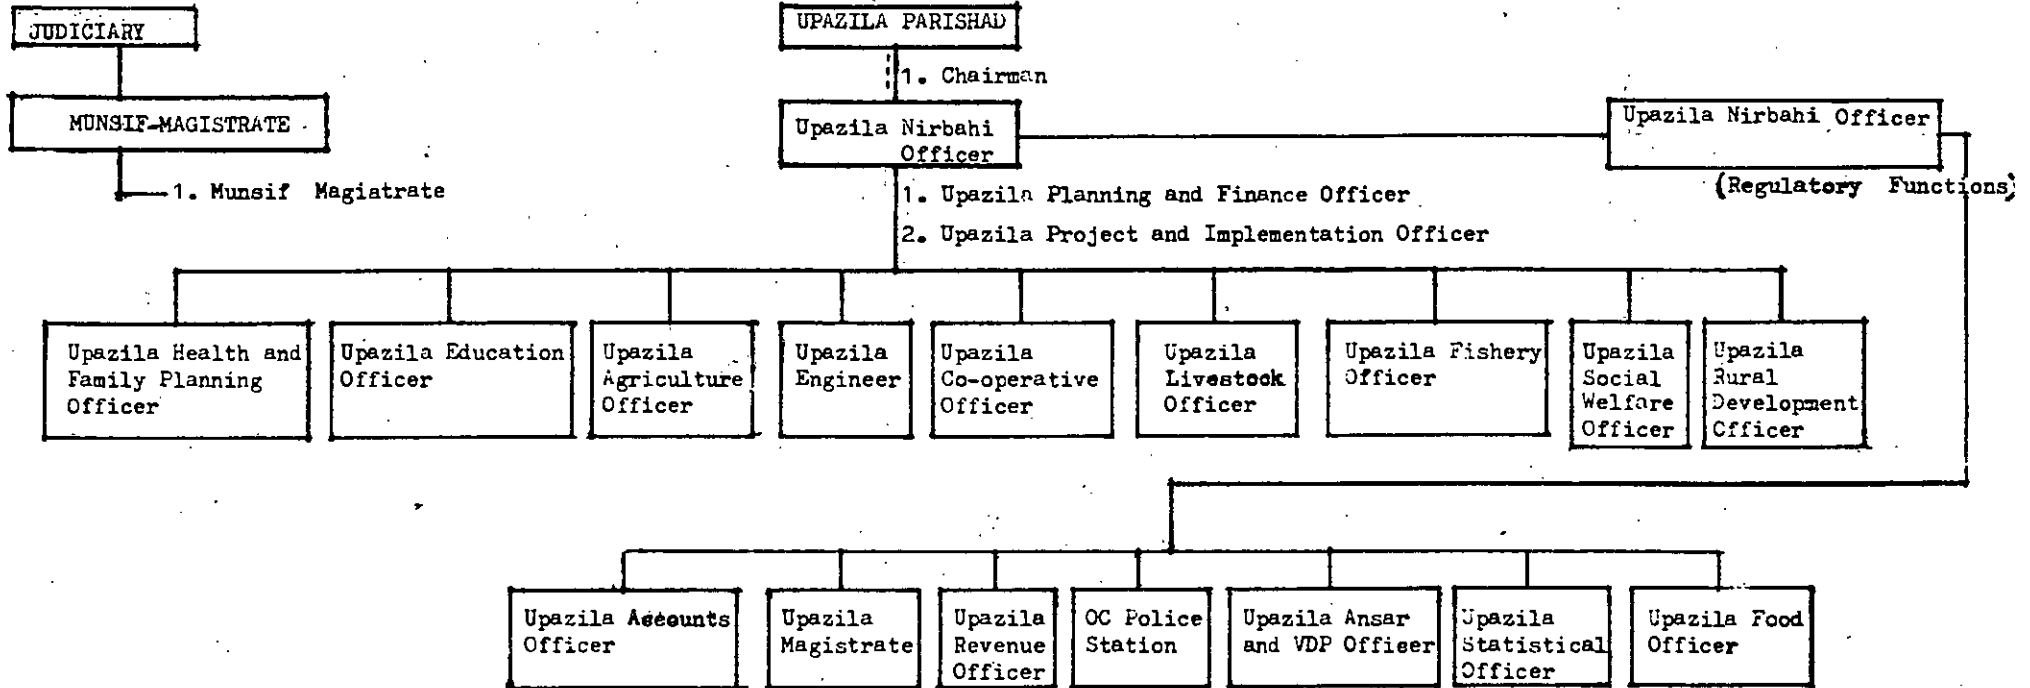 JUDICIARY
UPAZILA PARISHAD
1. Chairman
MUNSIF-MAGISTRATE
Upazila Nirbahi
Officer
Upazila Nirbahi Officer
(Regulatory Functions)
1. Munsif Magiatrate
1. Upazila Planning and Finance Officer
2. Upazila Project and Implementation Officer
Upazila Health and
Family Planning
Officer
Upazila Education
Officer
Upazila
Agriculture
Officer
Upazila
Engineer
Upazila
Co-operative
Officer
Upazila
Livestock
Officer
Upazila Fishery
Officer
Upazila
Social
Welfare
Officer
Upazila
Rural
Development
Officer
Upazila Accounts
Officer
Upazila
Magistrate
Upazila
Revenue
Officer
OC Police
Station
Upazila Ansar
and VDP Officer
Upazila
Statistical
Officer
Upazila Food
Officer